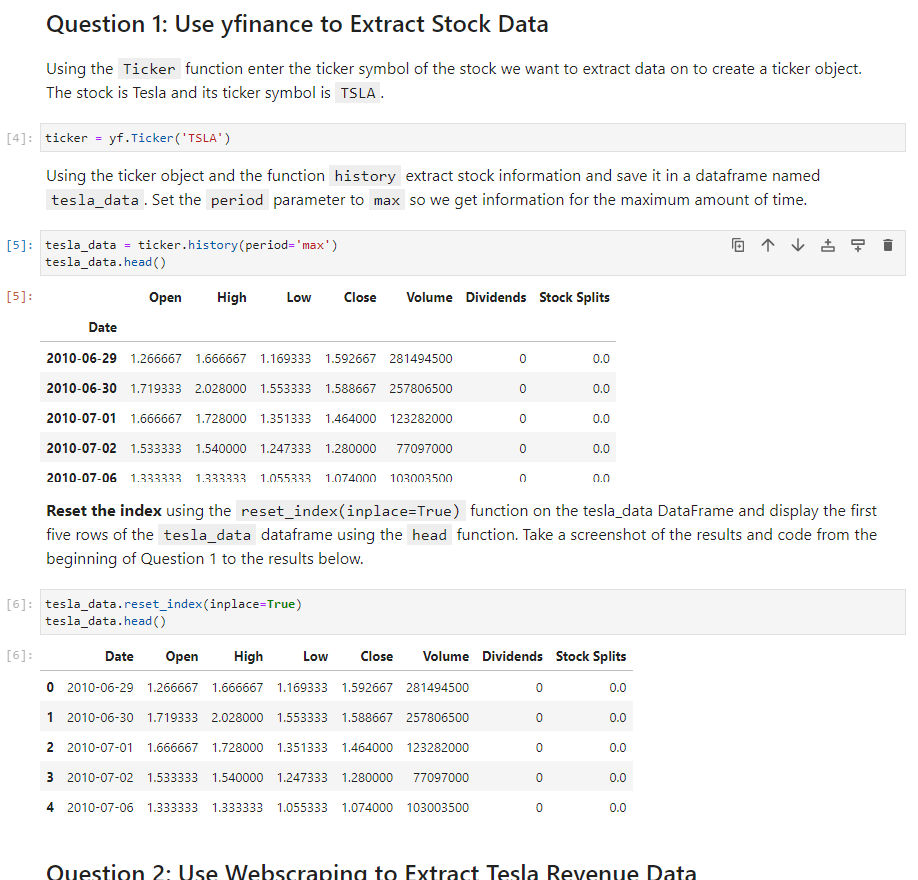 Question 1: Use yfinance to Extract Stock Data
Using the Ticker function enter the ticker symbol of the stock we want to extract data on to create a ticker object.
The stock is Tesla and its ticker symbol is TSLA.
[4]: ticker = yf.Ticker('TSLA')
Using the ticker object and the function history extract stock information and save it in a dataframe named
tesla_data. Set the period parameter to max so we get information for the maximum amount of time.
[5]: tesla_data = ticker.history(period='max')
tesla_data.head()
[5]: Open High Low Close Volume Dividends Stock Splits
Date
2010-06-29 1.266667 1.666667 1.169333 1.592667 281494500 0 0.0
2010-06-30 1.719333 2.028000 1.553333 1.588667 257806500 0 0.0
2010-07-01 1.666667 1.728000 1.351333 1.464000 123282000 0 0.0
2010-07-02 1.533333 1.540000 1.247333 1.280000 77097000 0 0.0
2010-07-06 1.333333 1.333333 1.055333 1.074000 103003500 0 0.0
Reset the index using the reset_index(inplace=True) function on the tesla_data DataFrame and display the first
five rows of the tesla_data dataframe using the head function. Take a screenshot of the results and code from the
beginning of Question 1 to the results below.
[6]: tesla_data.reset_index(inplace=True)
tesla_data.head()
[6]: Date Open High Low Close Volume Dividends Stock Splits
0 2010-06-29 1.266667 1.666667 1.169333 1.592667 281494500 0 0.0
1 2010-06-30 1.719333 2.028000 1.553333 1.588667 257806500 0 0.0
2 2010-07-01 1.666667 1.728000 1.351333 1.464000 123282000 0 0.0
3 2010-07-02 1.533333 1.540000 1.247333 1.280000 77097000 0 0.0
4 2010-07-06 1.333333 1.333333 1.055333 1.074000 103003500 0 0.0
Question 2: Use Webscraping to Extract Tesla Revenue Data